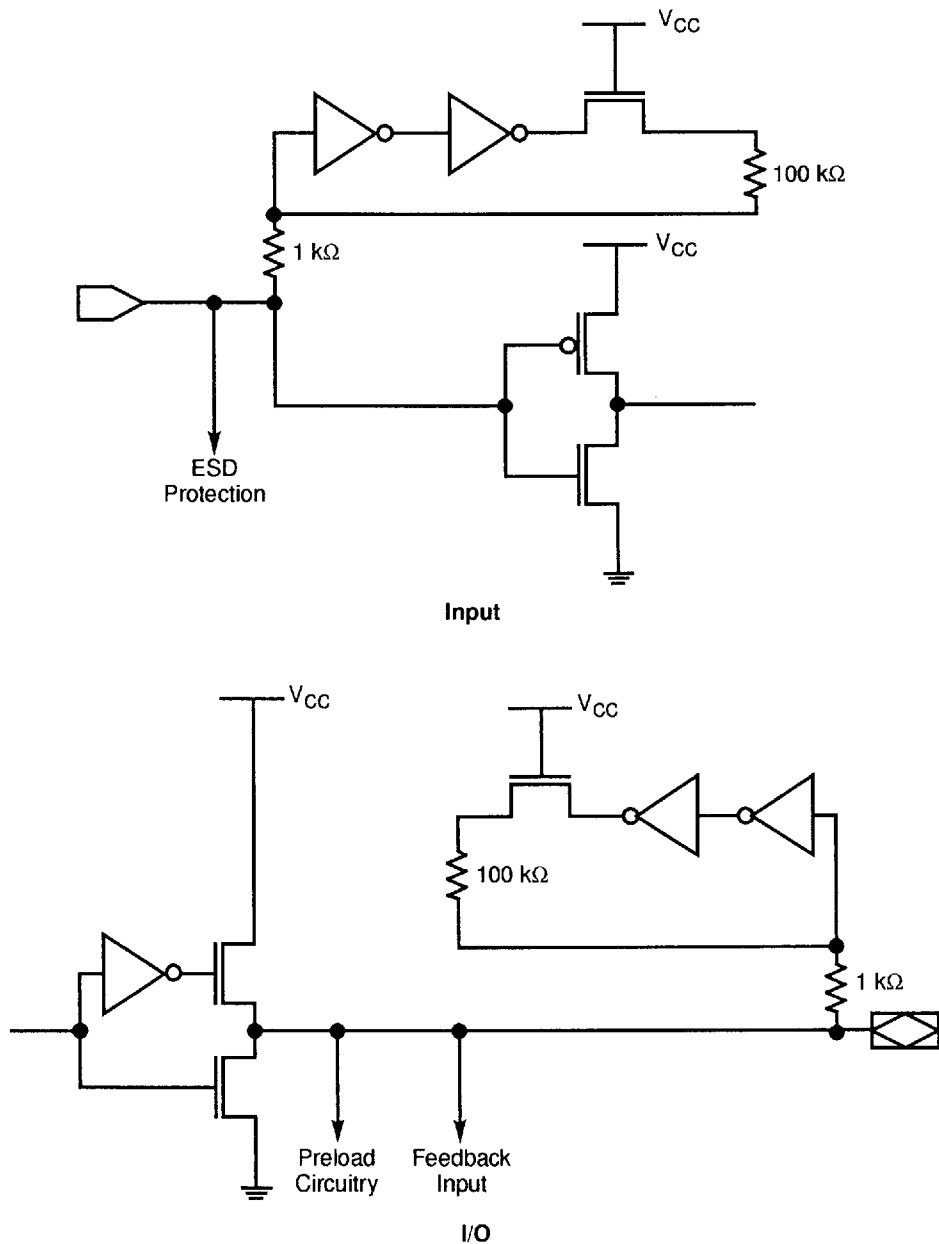 VCC
100 kΩ
1 kΩ
VCC
ESD
Protection
Input
VCC
VCC
100 kΩ
1 kΩ
Preload
Circuitry
Feedback
Input
I/O